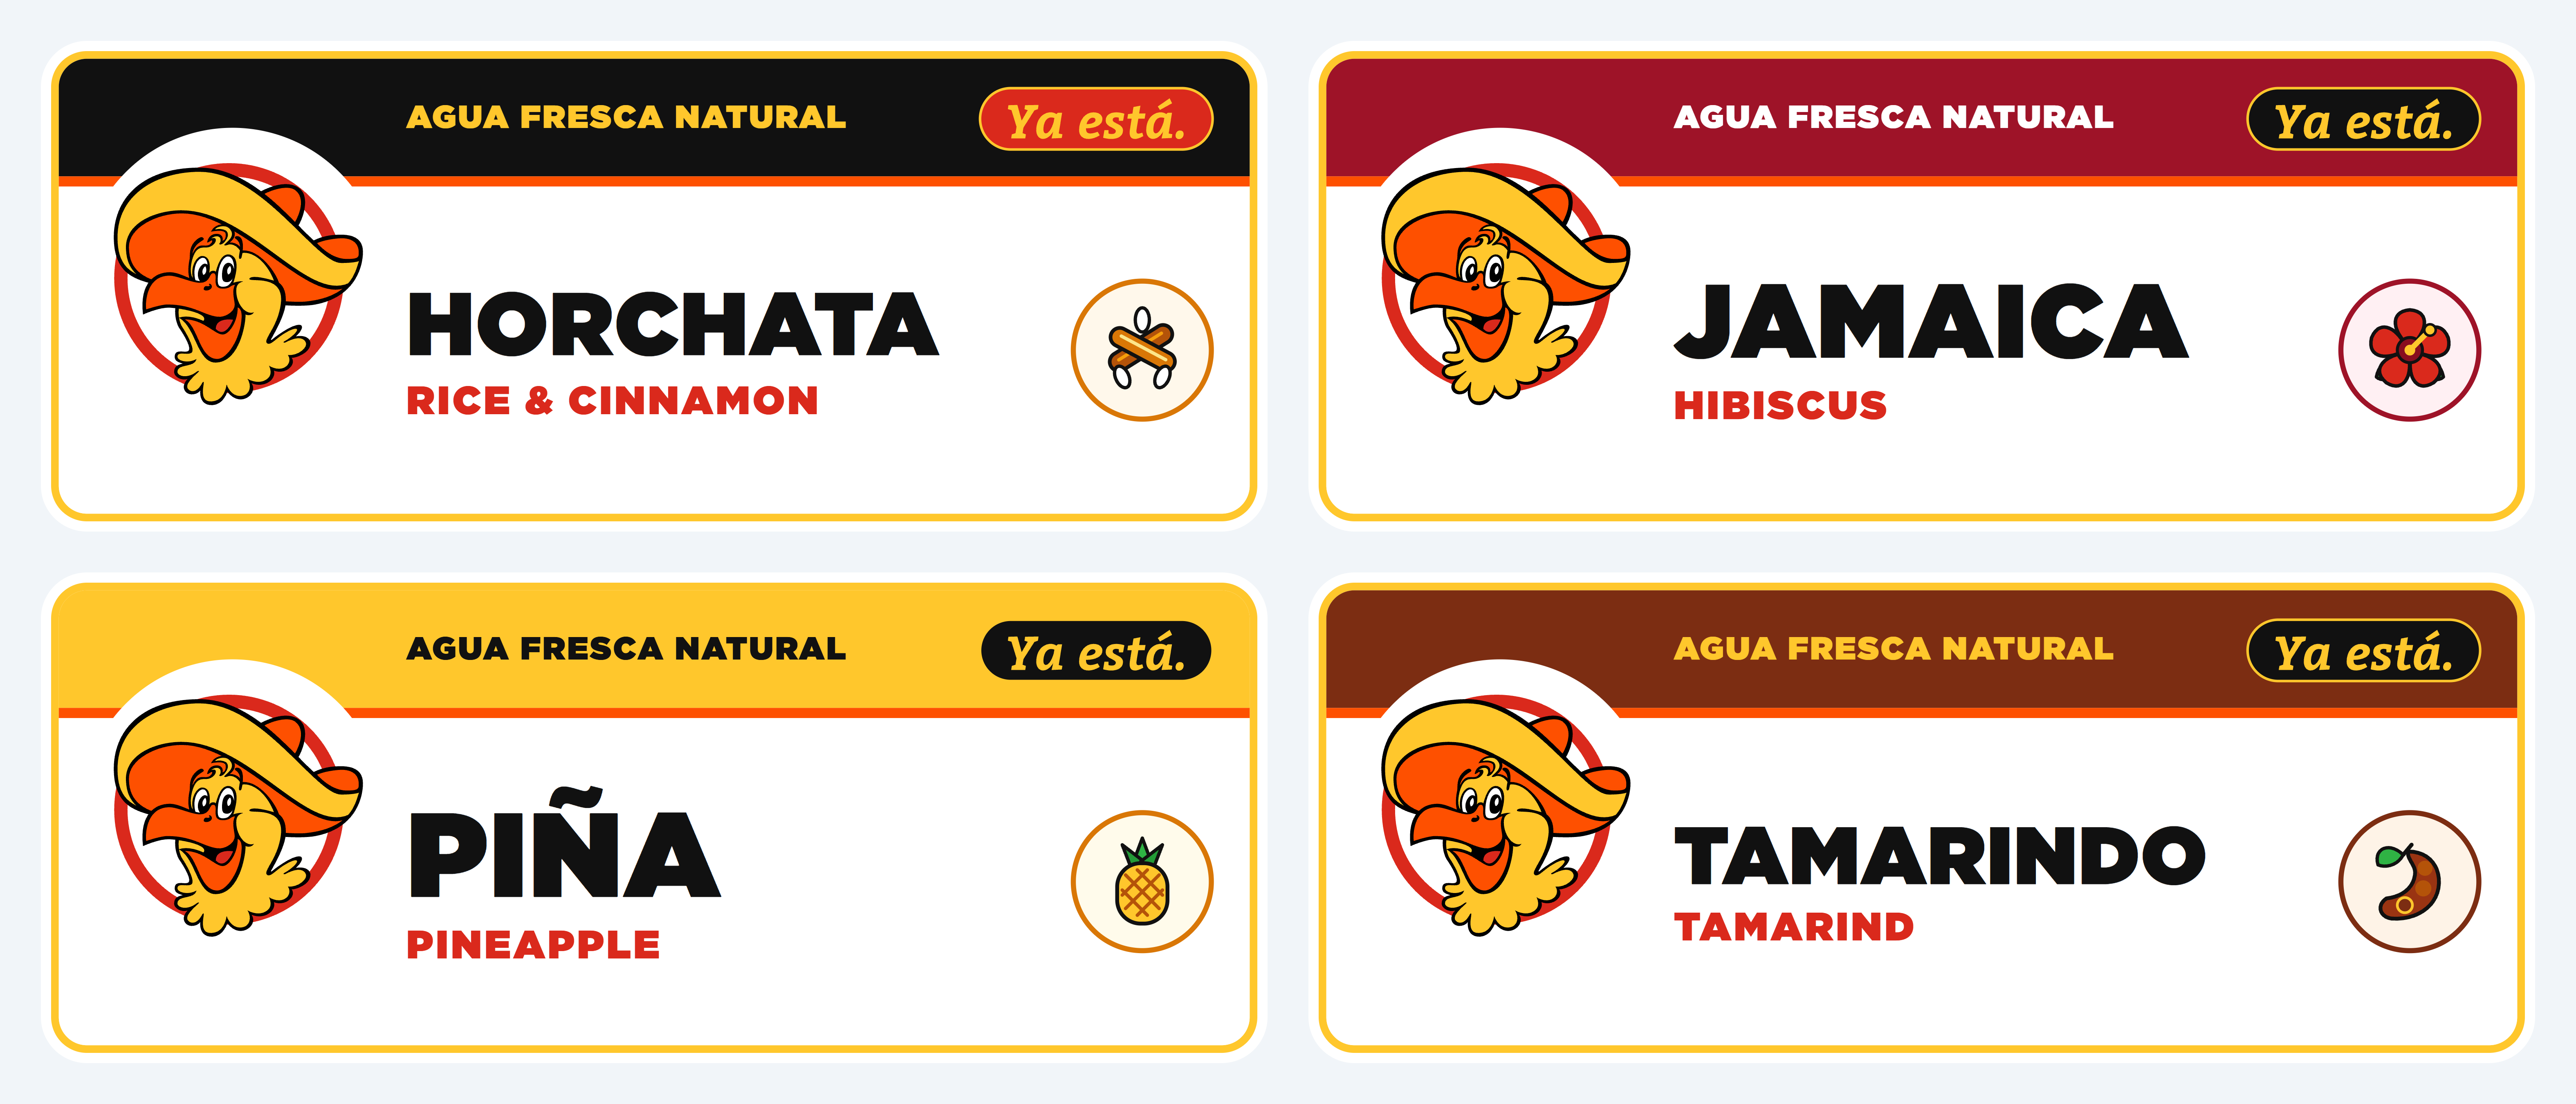 AGUA FRESCA NATURAL
Ya está.
HORCHATA
RICE & CINNAMON
AGUA FRESCA NATURAL
Ya está.
JAMAICA
HIBISCUS
AGUA FRESCA NATURAL
Ya está.
PIÑA
PINEAPPLE
AGUA FRESCA NATURAL
Ya está.
TAMARINDO
TAMARIND